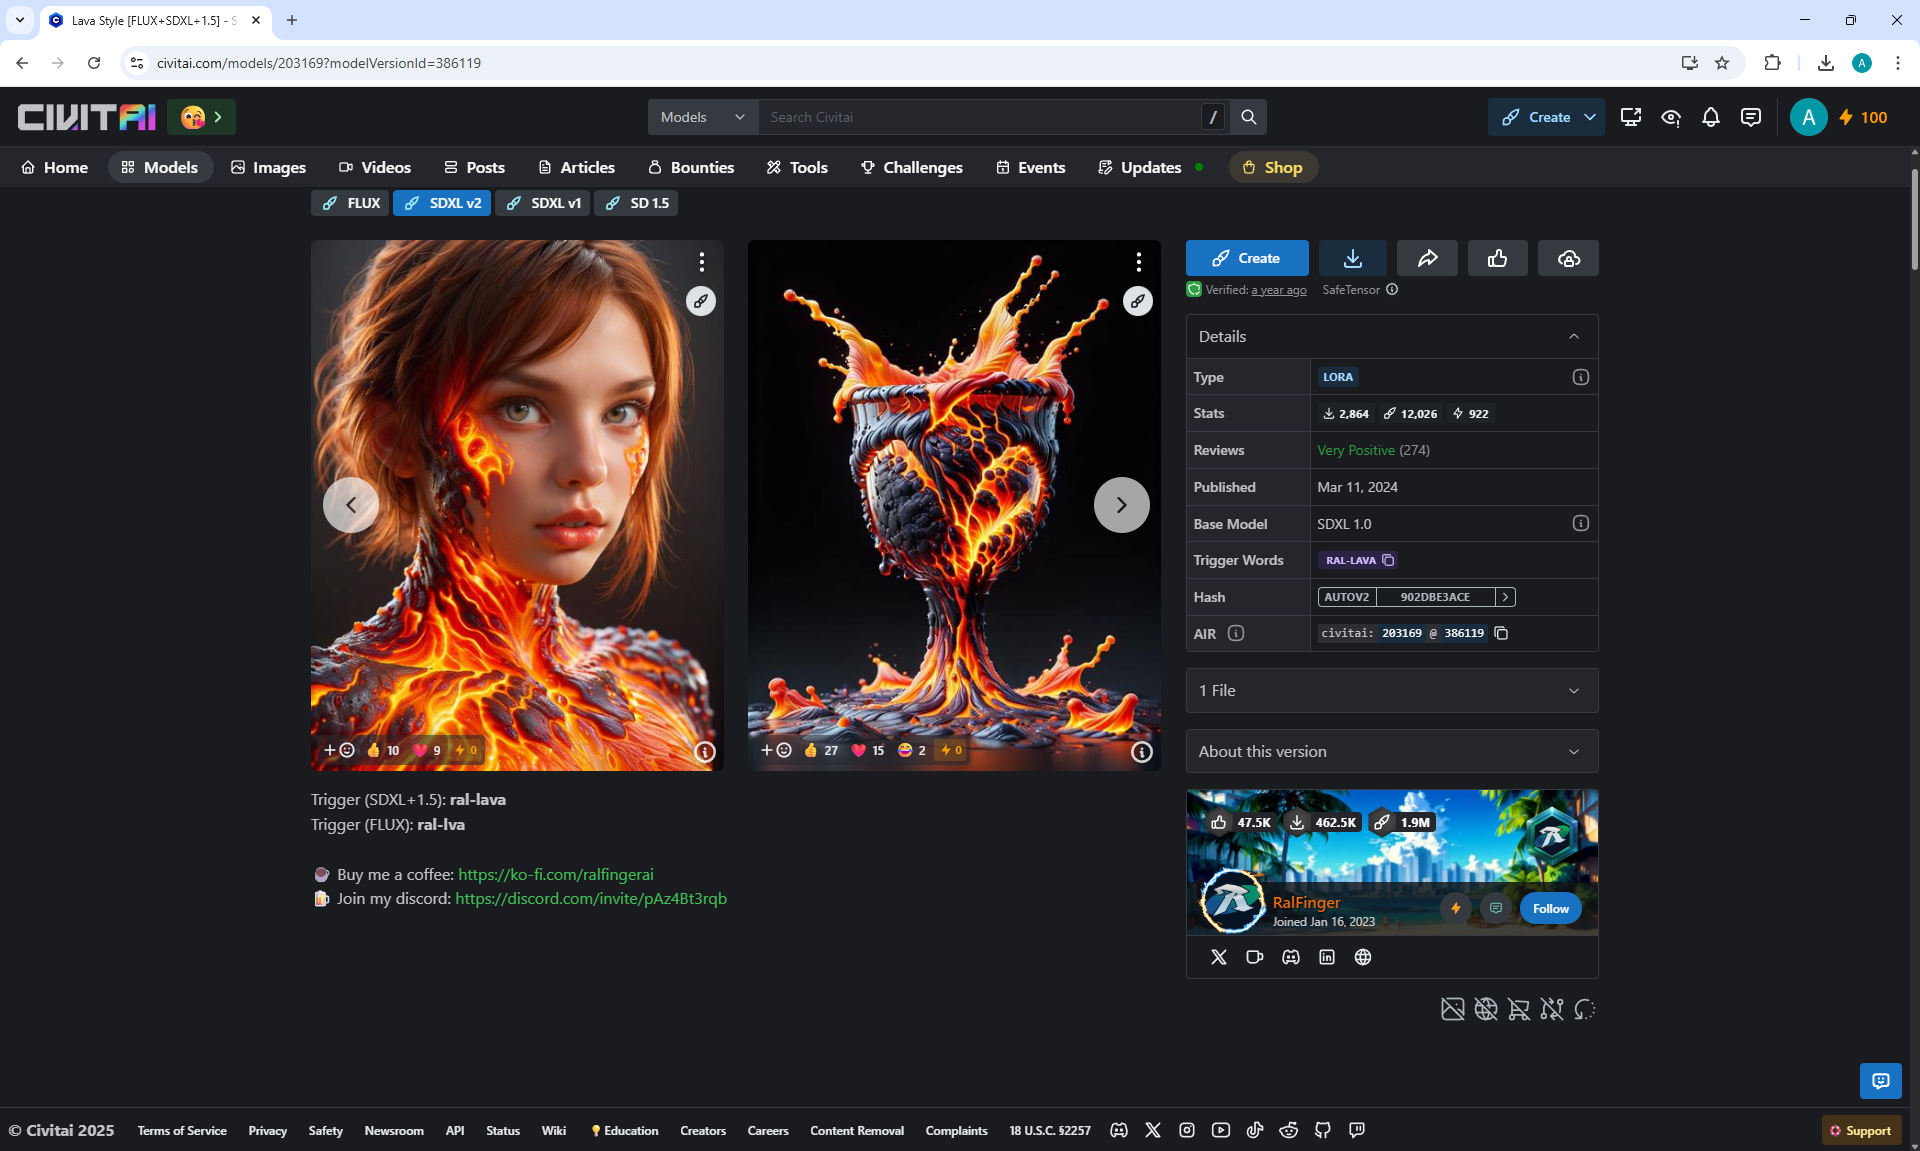 Lava Style [FLUX+SDXL+1.5] - S
civitai.com/models/203169?modelVersionId=386119
A
CIVITAI
Models
Search Civitai
/
Create
A
100
Home
Models
Images
Videos
Posts
Articles
Bounties
Tools
Challenges
Events
Updates
Shop
FLUX
SDXL v2
SDXL v1
SD 1.5
Create
Verified: a year ago
SafeTensor
Details
Type
LORA
Stats
2,864
12,026
922
Reviews
Very Positive (274)
Published
Mar 11, 2024
Base Model
SDXL 1.0
Trigger Words
RAL-LAVA
Hash
AUTOV2
902DBE3ACE
AIR
civitai: 203169 @ 386119
1 File
About this version
10
9
0
27
15
2
0
Trigger (SDXL+1.5): ral-lava
Trigger (FLUX): ral-lva
Buy me a coffee: https://ko-fi.com/ralfingerai
Join my discord: https://discord.com/invite/pAz4Bt3rqb
47.5K
462.5K
1.9M
RalFinger
Joined Jan 16, 2023
Follow
© Civitai 2025
Terms of Service
Privacy
Safety
Newsroom
API
Status
Wiki
Education
Creators
Careers
Content Removal
Complaints
18 U.S.C. §2257
Support